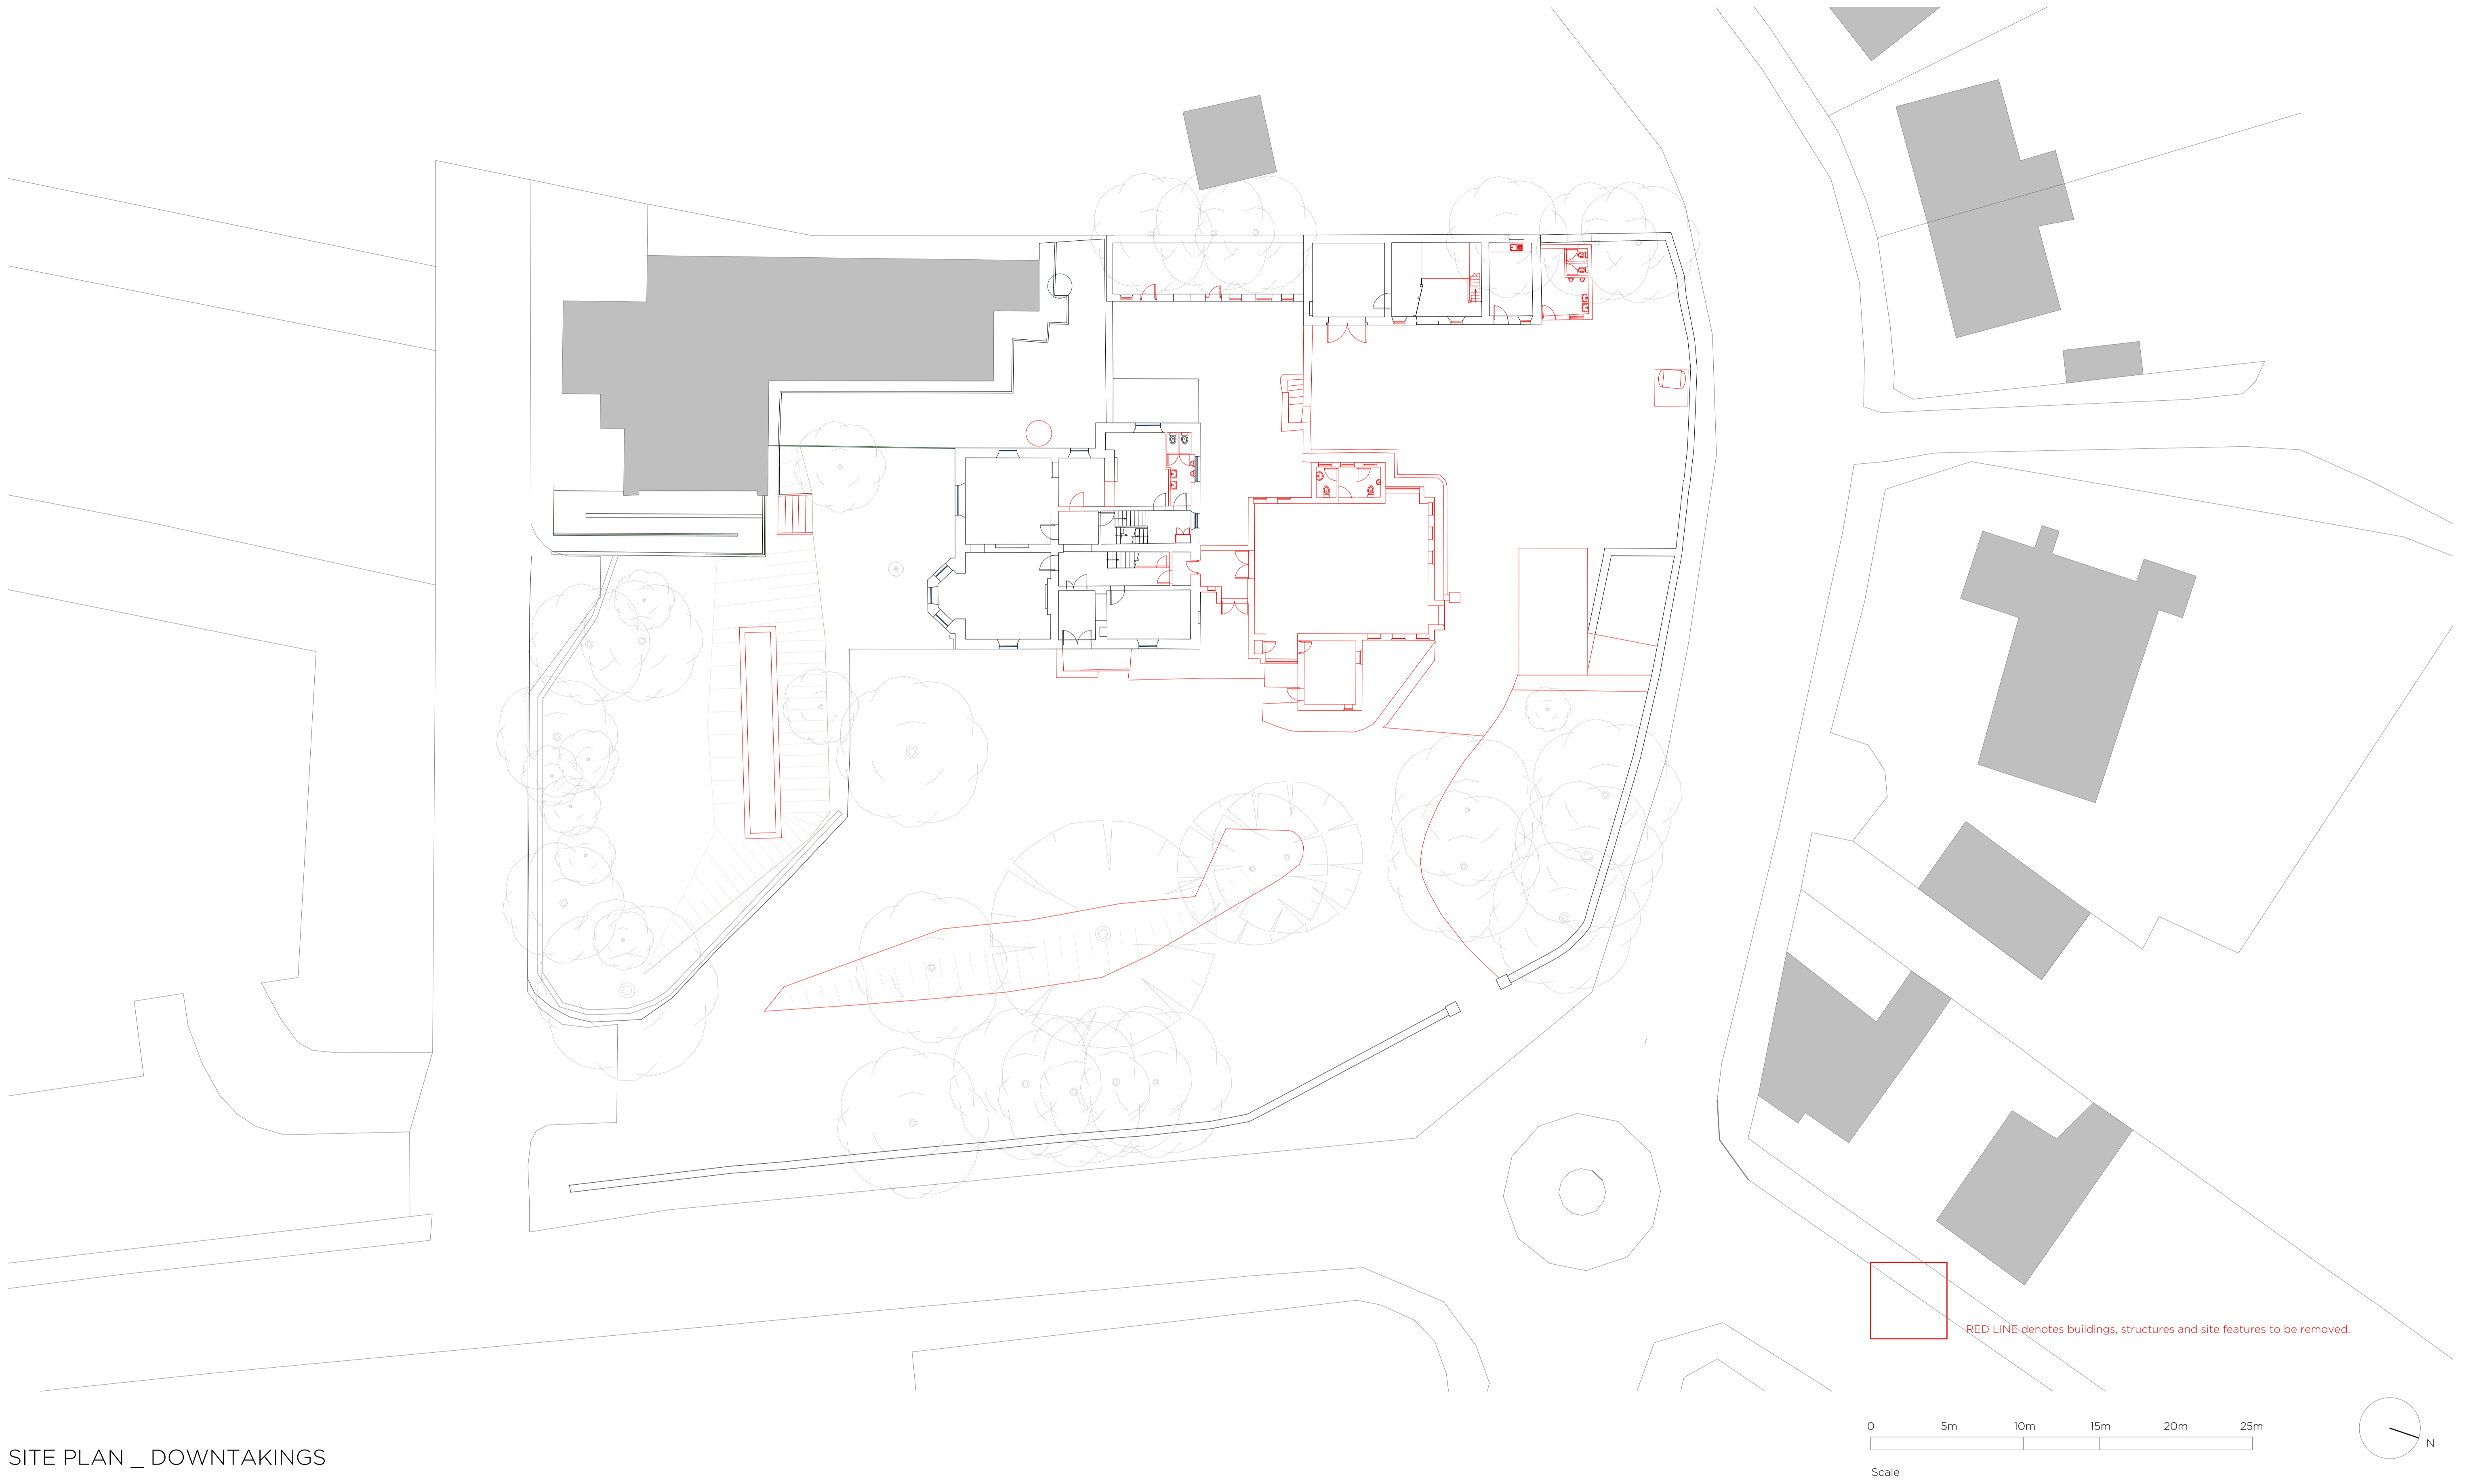 RED LINE denotes buildings, structures and site features to be removed.
0 5m 10m 15m 20m 25m
N
SITE PLAN _ DOWNTAKINGS
Scale